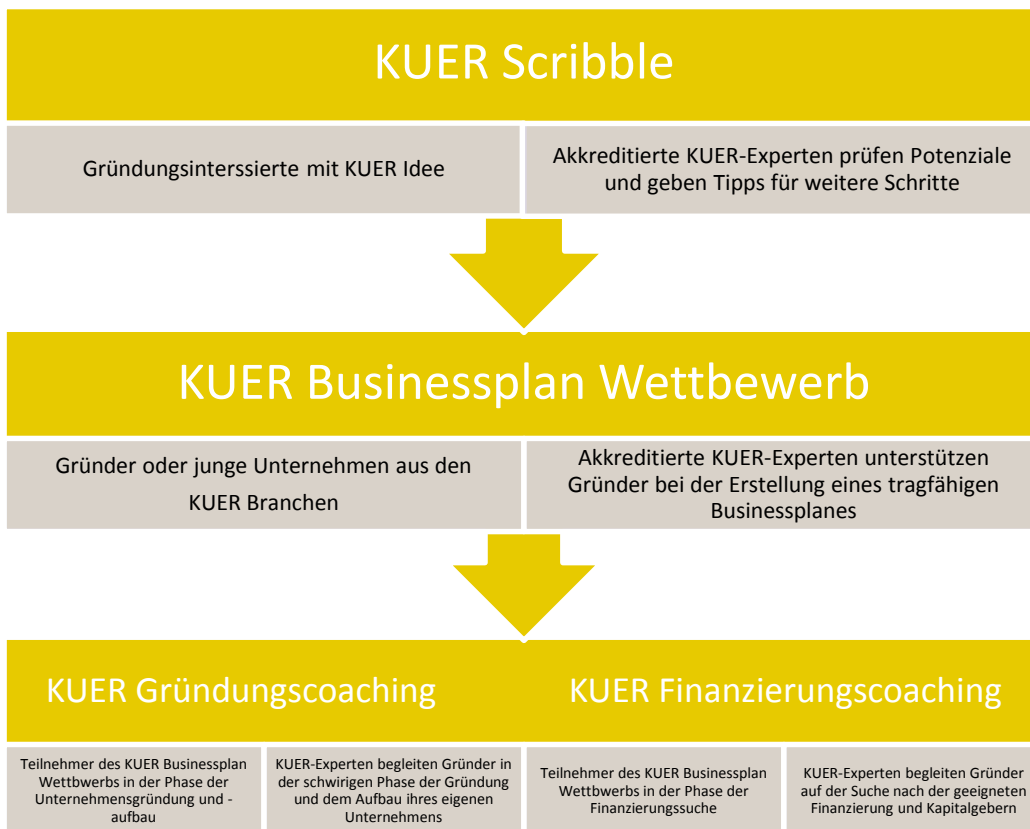 KUER Scribble
Gründungsinterssierte mit KUER Idee
Akkreditierte KUER-Experten prüfen Potenziale
und geben Tipps für weitere Schritte
KUER Businessplan Wettbewerb
Gründer oder junge Unternehmen aus den
KUER Branchen
Akkreditierte KUER-Experten unterstützen
Gründer bei der Erstellung eines tragfähigen
Businessplanes
KUER Gründungscoaching
Teilnehmer des KUER Businessplan
Wettbwerbs in der Phase der
Unternehmensgründung und -
aufbau
KUER-Experten begleiten Gründer in
der schwirigen Phase der Gründung
und dem Aufbau ihres eigenen
Unternehmens
KUER Finanzierungscoaching
Teilnehmer des KUER Businessplan
Wettbwerbs in der Phase der
Finanzierungssuche
KUER-Experten begleiten Gründer
auf der Suche nach der geeigneten
Finanzierung und Kapitalgebern